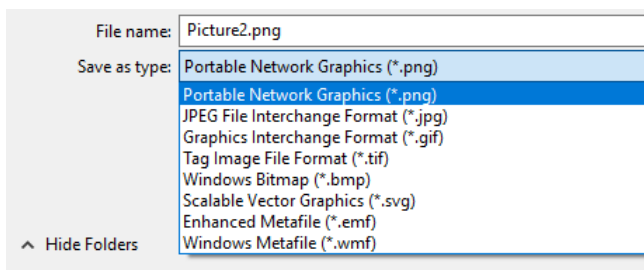 File name: Picture2.png
Save as type: Portable Network Graphics (*.png)
Portable Network Graphics (*.png)
JPEG File Interchange Format (*.jpg)
Graphics Interchange Format (*.gif)
Tag Image File Format (*.tif)
Windows Bitmap (*.bmp)
Scalable Vector Graphics (*.svg)
Enhanced Metafile (*.emf)
Hide Folders Windows Metafile (*.wmf)